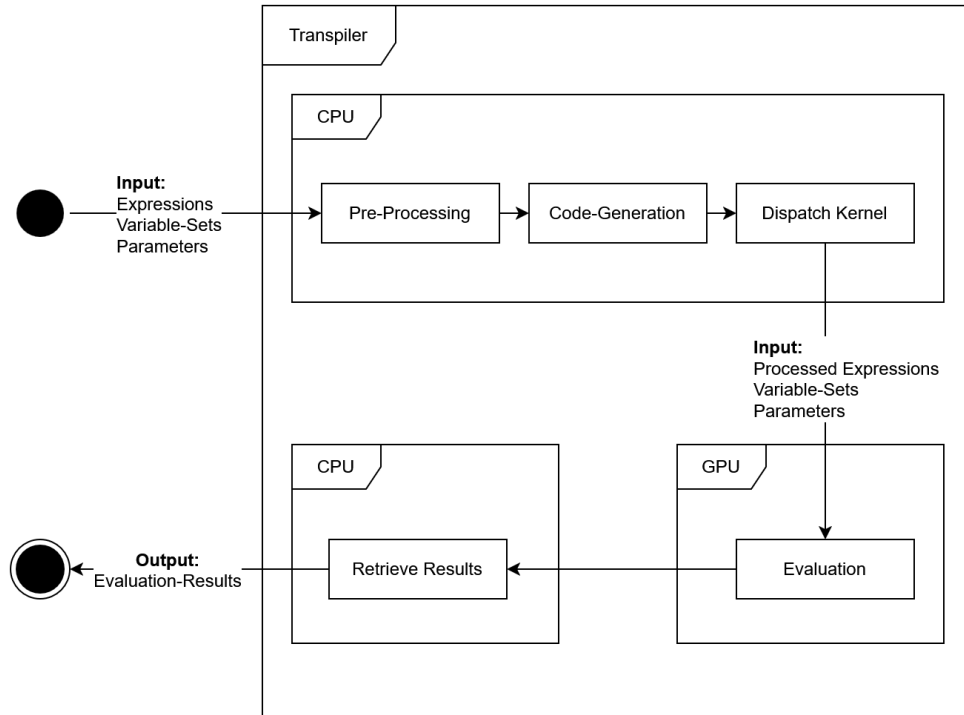 Transpiler
CPU
Input:
Expressions
Variable-Sets
Parameters
Pre-Processing
Code-Generation
Dispatch Kernel
Input:
Processed Expressions
Variable-Sets
Parameters
CPU
GPU
Output:
Evaluation-Results
Retrieve Results
Evaluation